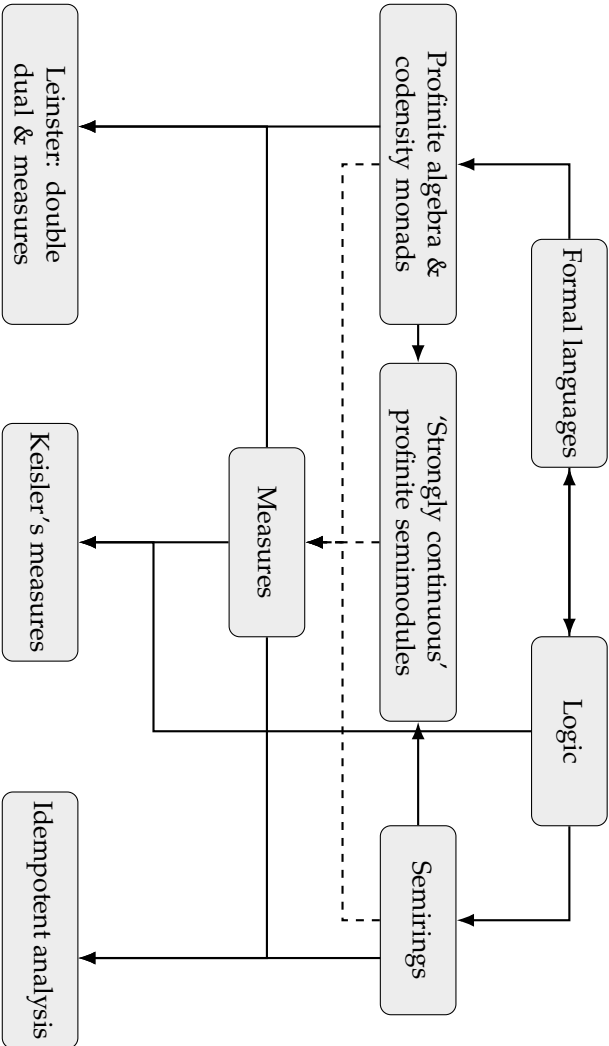 Formal languages
Logic
Profinite algebra &
codensity monads
‘Strongly continuous’
profinite semimodules
Semirings
Measures
Leinster: double
dual & measures
Keisler’s measures
Idempotent analysis